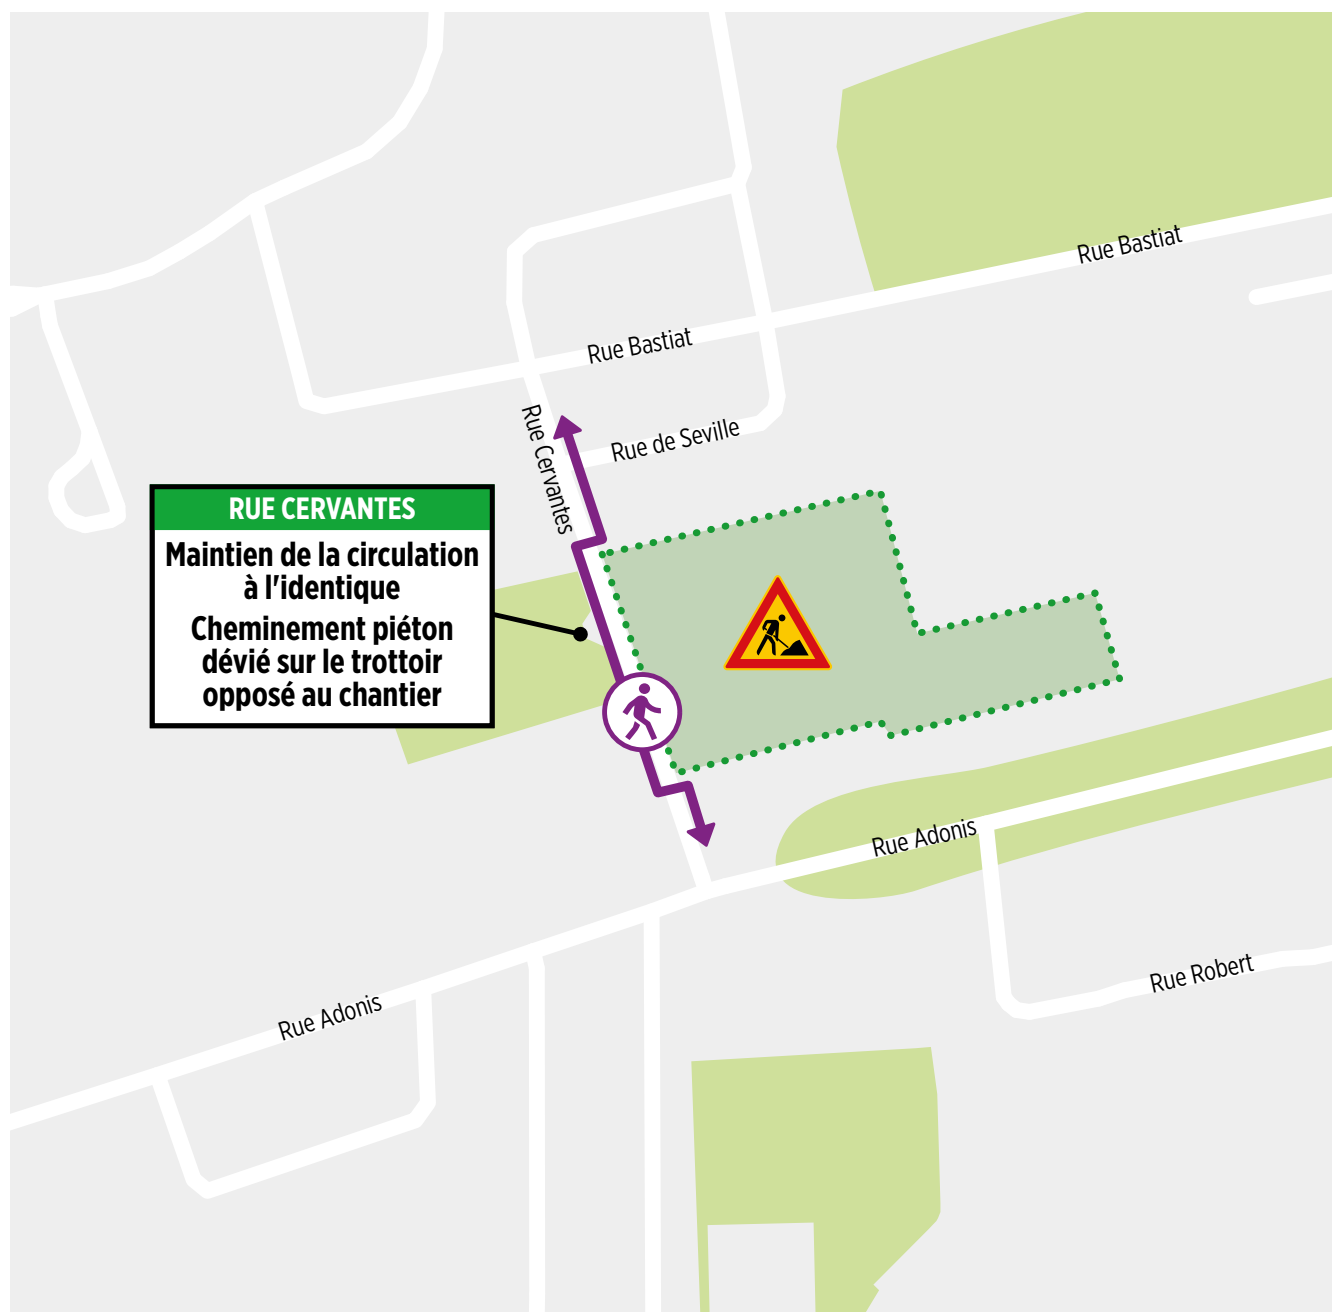 Rue Bastiat
Rue Bastiat
Rue Cervantes
Rue de Seville
RUE CERVANTES
Maintien de la circulation
à l'identique
Cheminement piéton
dévié sur le trottoir
opposé au chantier
Rue Adonis
Rue Robert
Rue Adonis